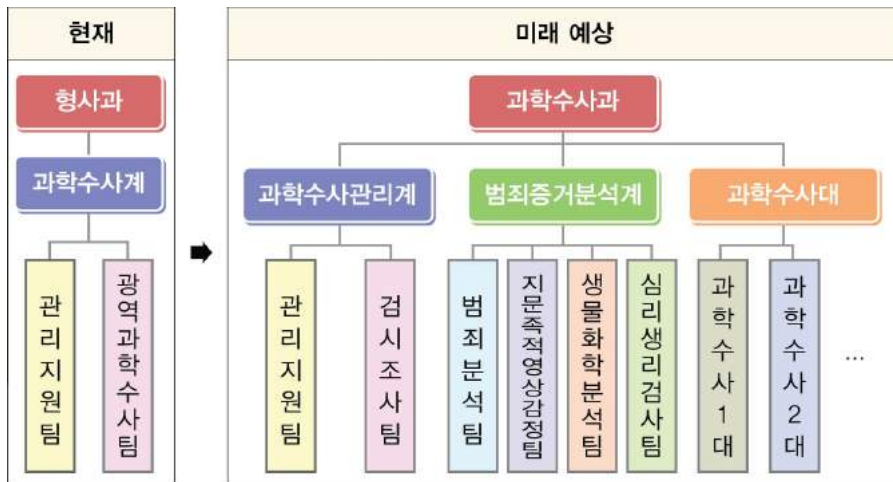 현재
형사과
과학수사계
관리지원팀
광역과학수사팀
미래 예상
과학수사과
과학수사관리계
범죄증거분석계
과학수사대
관리지원팀
검시조사팀
범죄분석팀
지문족적영상감정팀
생물화학분석팀
심리생리검사팀
과학수사1대
과학수사2대
...